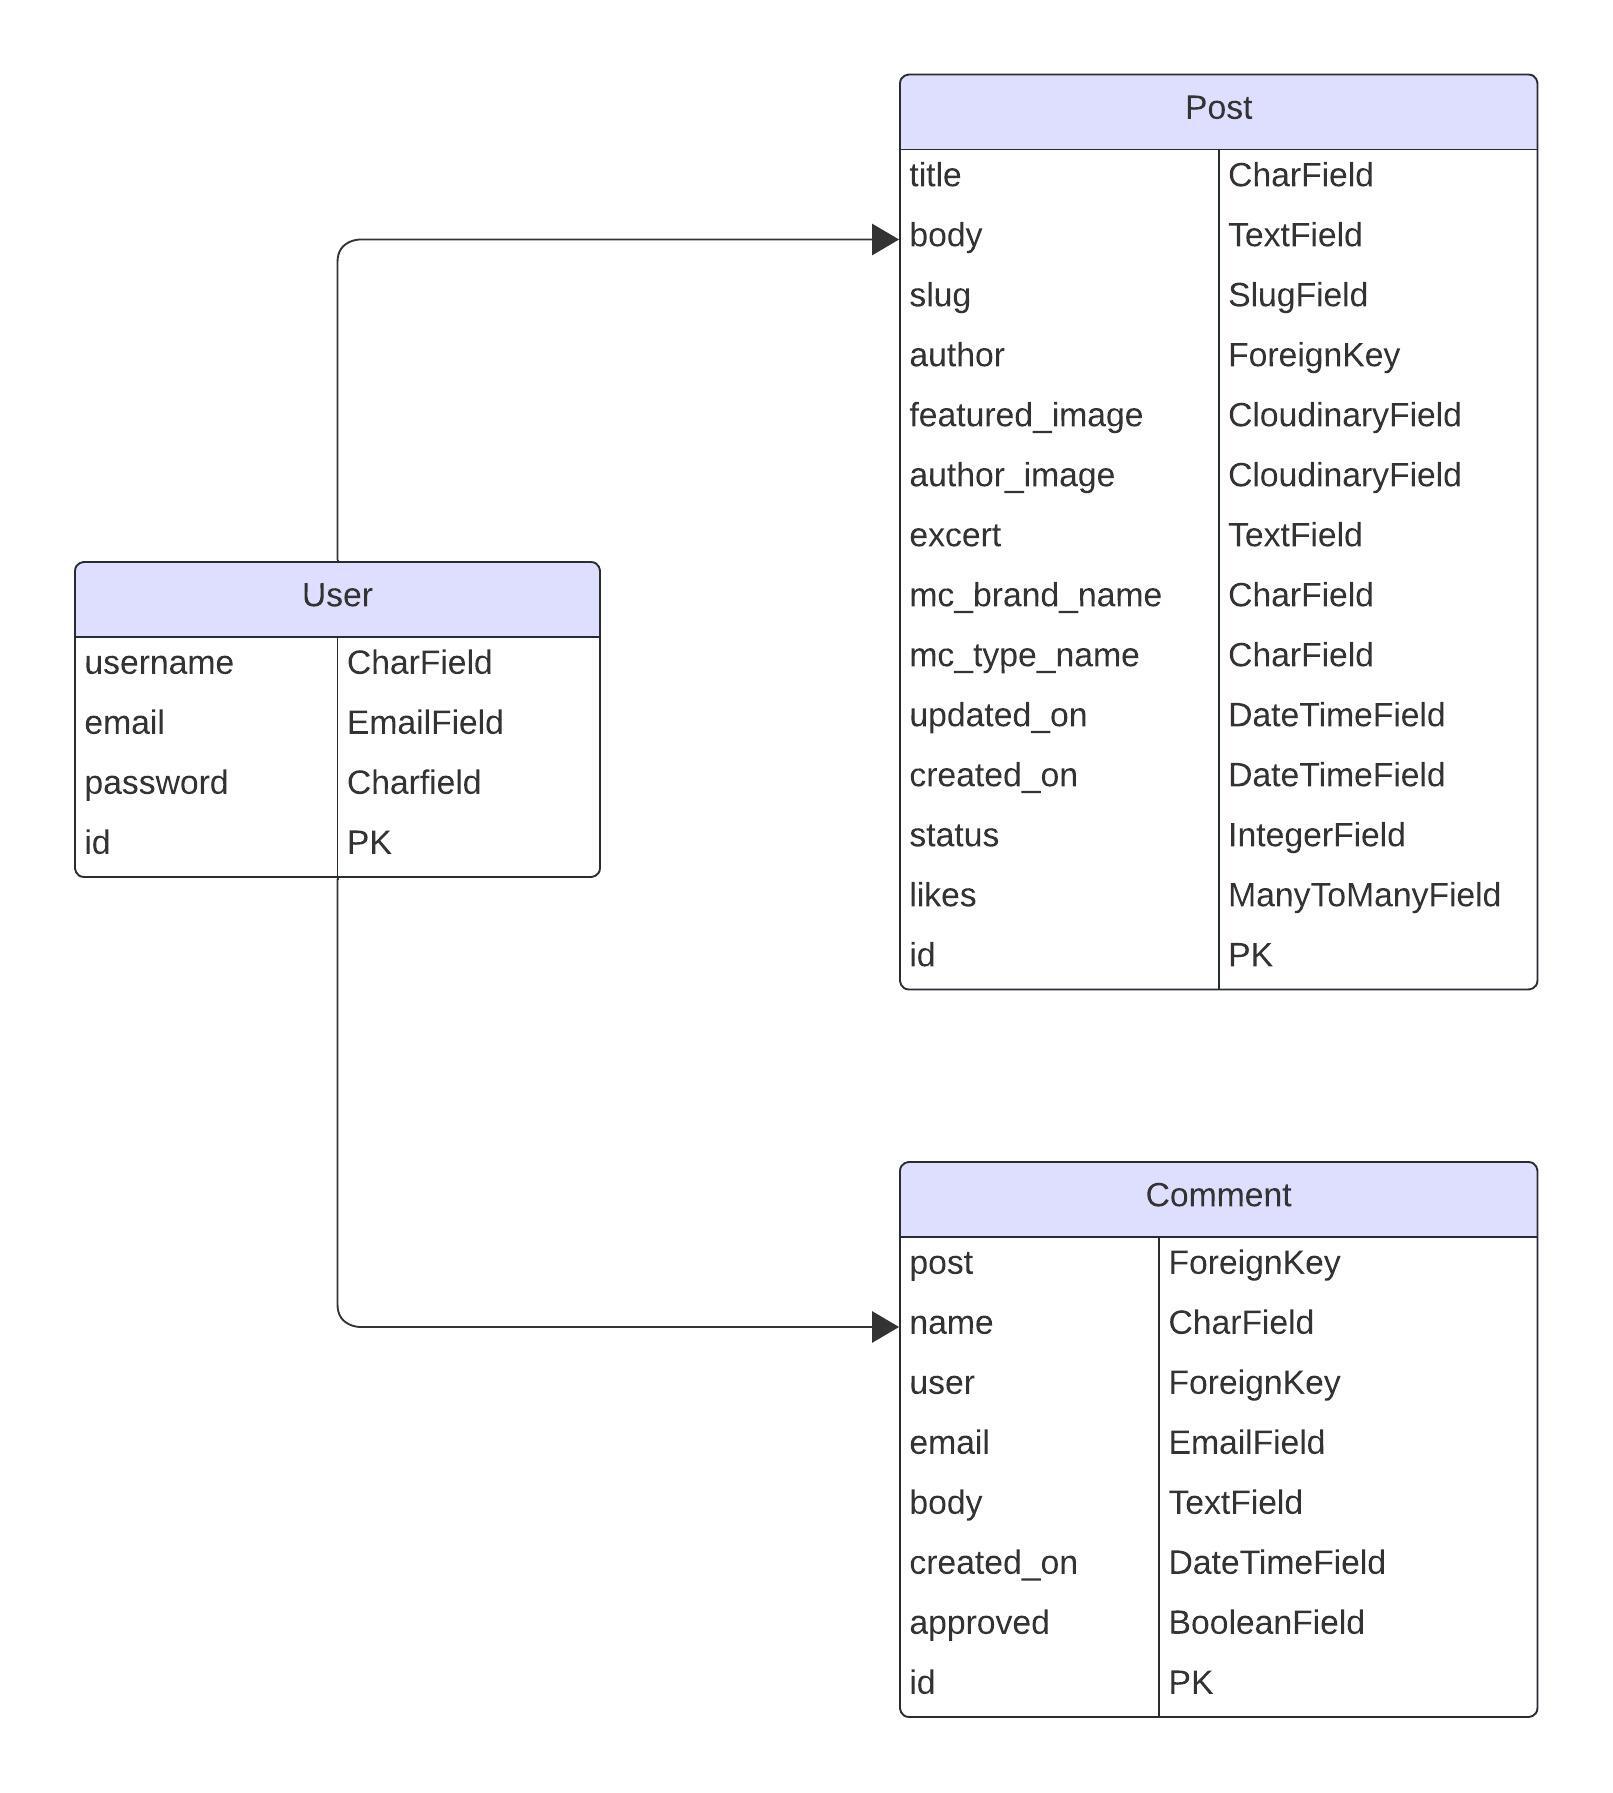 Post
title CharField
body TextField
slug SlugField
author ForeignKey
featured_image CloudinaryField
author_image CloudinaryField
excert TextField
mc_brand_name CharField
mc_type_name CharField
updated_on DateTimeField
created_on DateTimeField
status IntegerField
likes ManyToManyField
id PK
User
username CharField
email EmailField
password Charfield
id PK
Comment
post ForeignKey
name CharField
user ForeignKey
email EmailField
body TextField
created_on DateTimeField
approved BooleanField
id PK